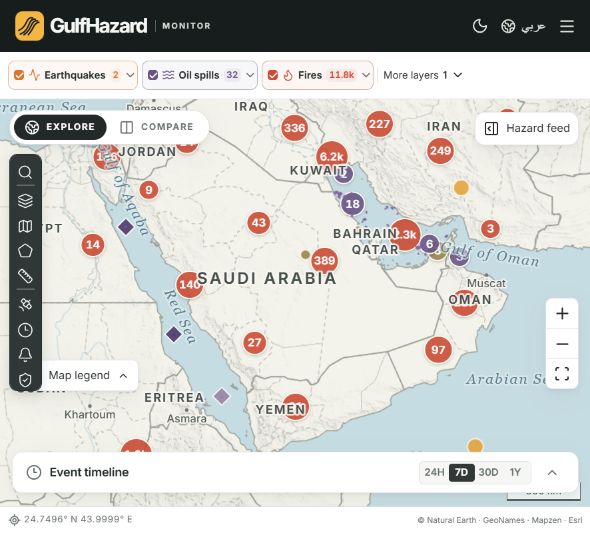 GulfHazard MONITOR عربي
Earthquakes 2 Oil spills 32 Fires 11.8k More layers 1
Damascus IRAQ
EXPLORE COMPARE 336 227 IRAN Hazard feed
JORDAN 6.2k 249
KUWAIT
Gulf of Aqaba 9 18
43 BAHRAIN 3
14 QATAR 6 Gulf of Oman
389
SAUDI ARABIA Muscat
140 OMAN
Red Sea
27 97
Map legend Arabian Se
ERITREA
Khartoum Asmara YEMEN
Event timeline 24H 7D 30D 1Y
24.7496° N 43.9999° E © Natural Earth · GeoNames · Mapzen · Esri